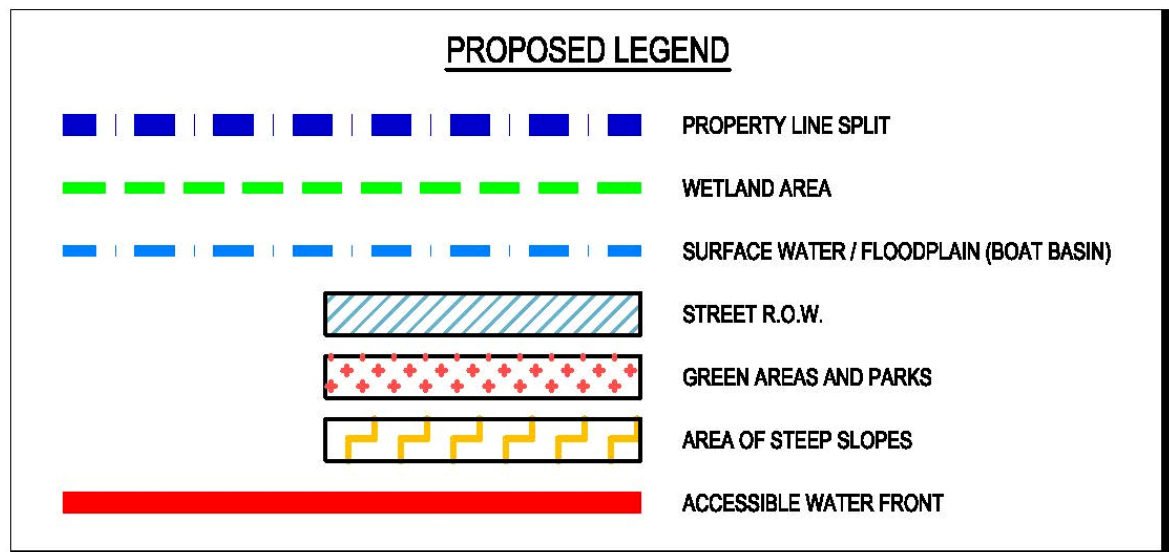 PROPOSED LEGEND
PROPERTY LINE SPLIT
WETLAND AREA
SURFACE WATER / FLOODPLAIN (BOAT BASIN)
STREET R.O.W.
GREEN AREAS AND PARKS
AREA OF STEEP SLOPES
ACCESSIBLE WATER FRONT